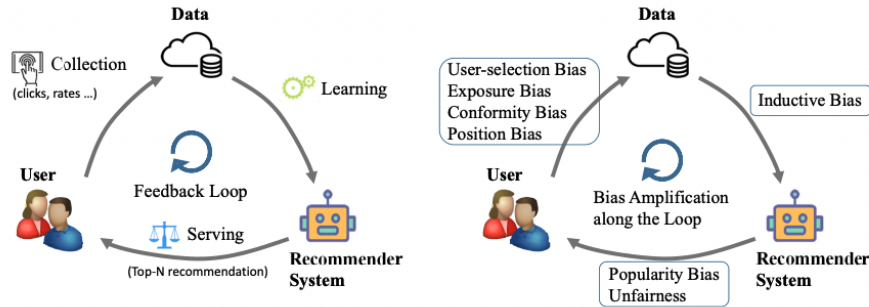 Data
Collection
(clicks, rates ...)
Learning
User
Feedback Loop
Serving
(Top-N recommendation)
Recommender
System
Data
User-selection Bias
Exposure Bias
Conformity Bias
Position Bias
Inductive Bias
User
Bias Amplification
along the Loop
Recommender
System
Popularity Bias
Unfairness